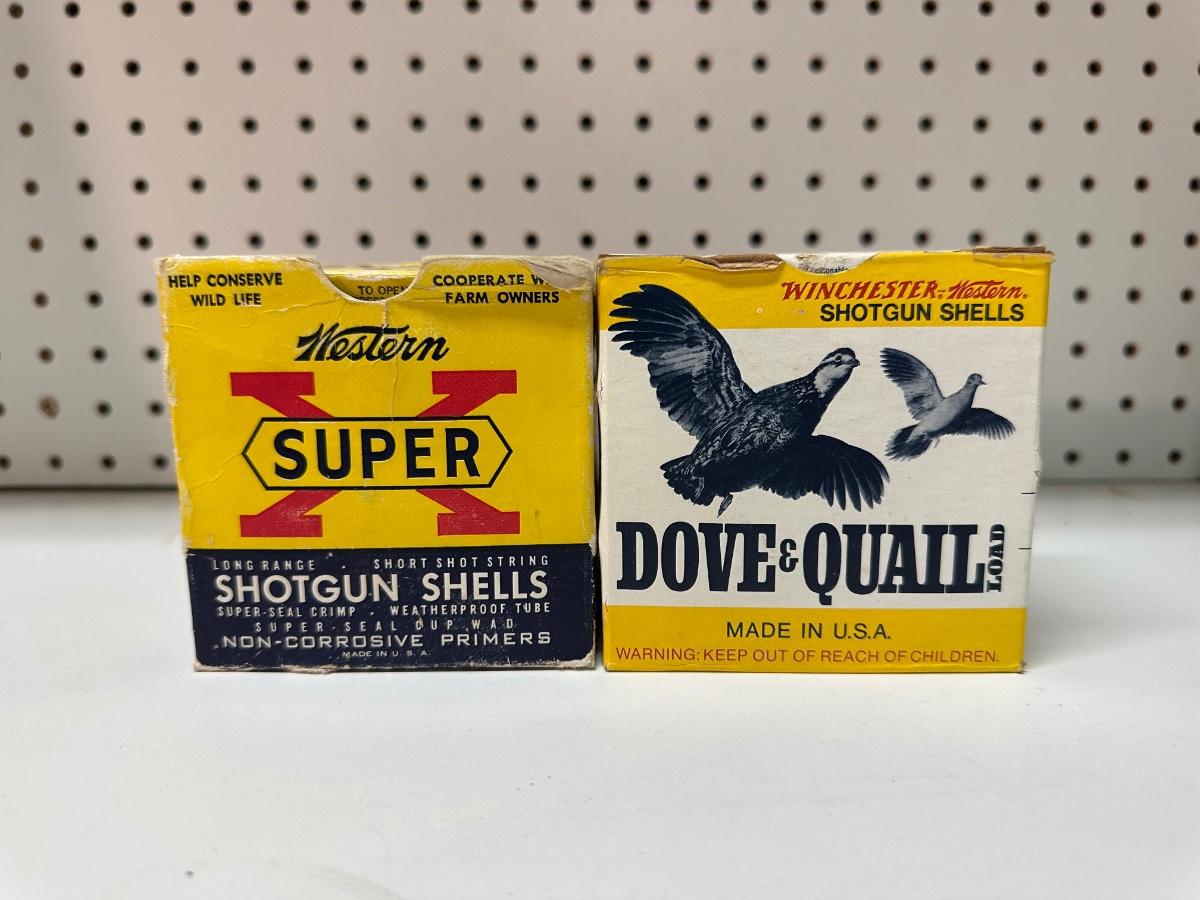 HELP CONSERVE
WILD LIFE
TO OPEN
COOPERATE
FARM OWNERS
Western
X
SUPER
LONG RANGE . SHORT SHOT STRING
SHOTGUN SHELLS
SUPER-SEAL CRIMP . WEATHERPROOF TUBE
SUPER-SEAL CUP WAD
.NON-CORROSIVE PRIMERS
MADE IN U.S.A.
WINCHESTER-Western.
SHOTGUN SHELLS
DOVE & QUAIL LOAD
MADE IN U.S.A.
WARNING: KEEP OUT OF REACH OF CHILDREN.